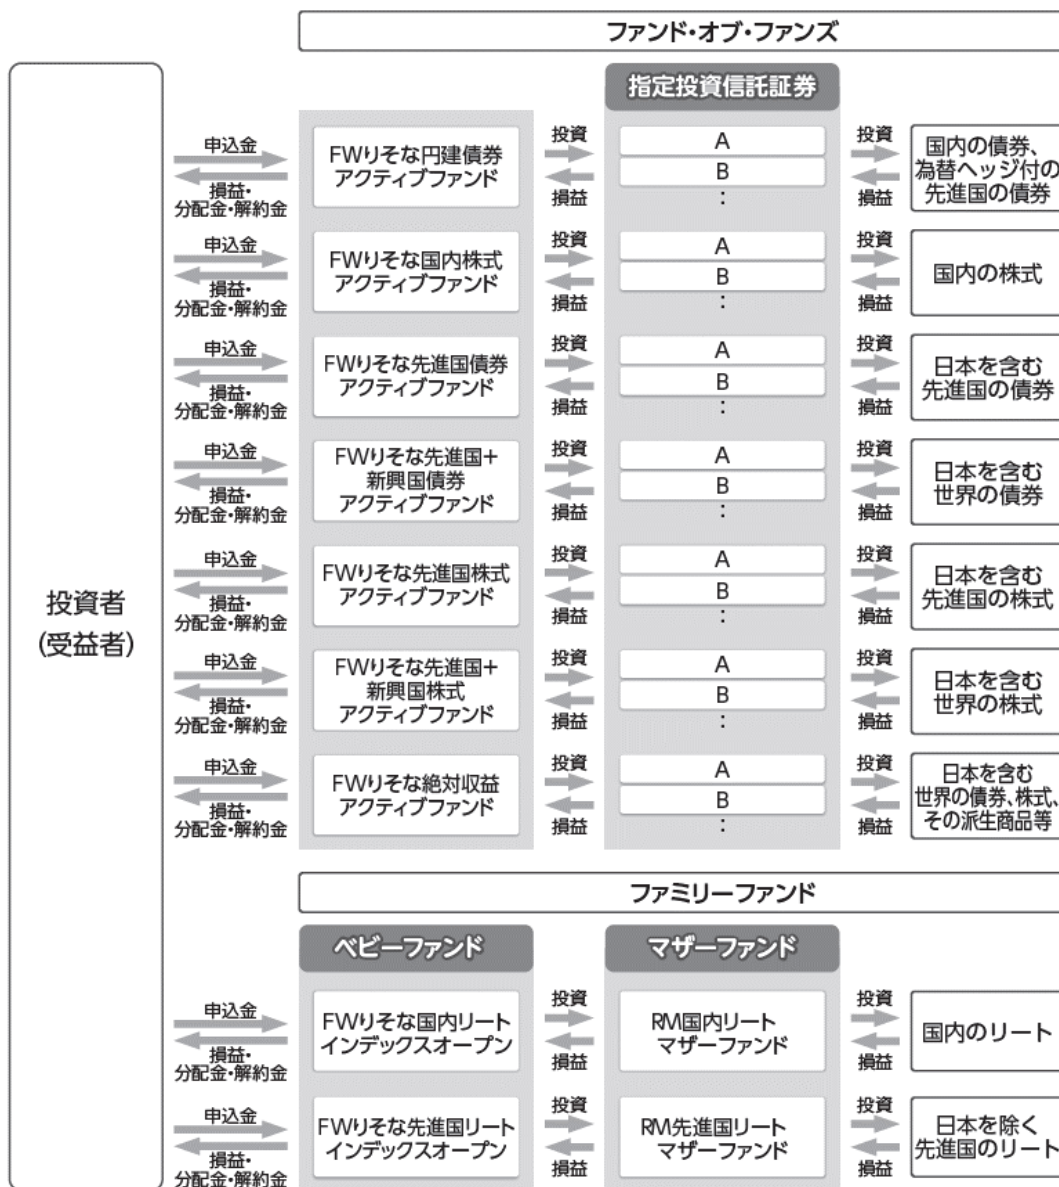 ファンド・オブ・ファンズ
指定投資信託証券
投資者
(受益者)
申込金
損益・
分配金・解約金
FWりそな円建債券
アクティブファンド
投資
損益
A
B
:
投資
損益
国内の債券、
為替ヘッジ付の
先進国の債券
申込金
損益・
分配金・解約金
FWりそな国内株式
アクティブファンド
投資
損益
A
B
:
投資
損益
国内の株式
申込金
損益・
分配金・解約金
FWりそな先進国債券
アクティブファンド
投資
損益
A
B
:
投資
損益
日本を含む
先進国の債券
申込金
損益・
分配金・解約金
FWりそな先進国+
新興国債券
アクティブファンド
投資
損益
A
B
:
投資
損益
日本を含む
世界の債券
申込金
損益・
分配金・解約金
FWりそな先進国株式
アクティブファンド
投資
損益
A
B
:
投資
損益
日本を含む
先進国の株式
申込金
損益・
分配金・解約金
FWりそな先進国+
新興国株式
アクティブファンド
投資
損益
A
B
:
投資
損益
日本を含む
世界の株式
申込金
損益・
分配金・解約金
FWりそな絶対収益
アクティブファンド
投資
損益
A
B
:
投資
損益
日本を含む
世界の債券、株式、
その派生商品等
ファミリーファンド
ベビーファンド
マザーファンド
申込金
損益・
分配金・解約金
FWりそな国内リート
インデックスオープン
投資
損益
RM国内リート
マザーファンド
投資
損益
国内のリート
申込金
損益・
分配金・解約金
FWりそな先進国リート
インデックスオープン
投資
損益
RM先進国リート
マザーファンド
投資
損益
日本を除く
先進国のリート